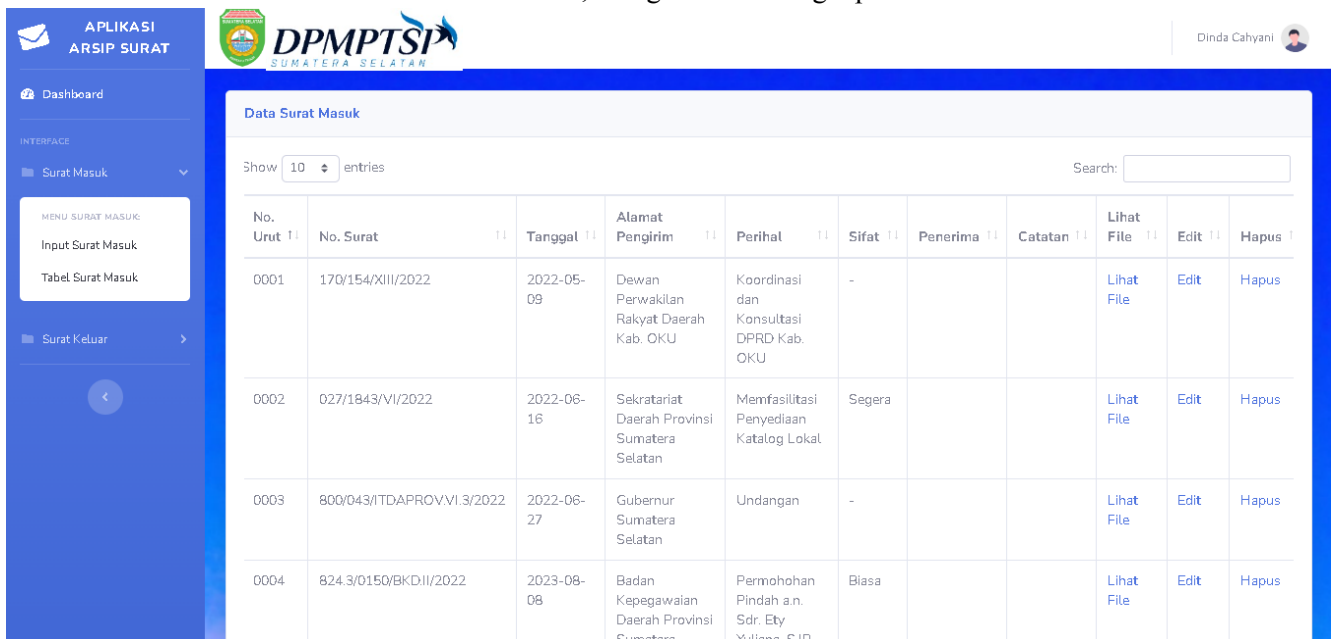 APLIKASI
ARSIP SURAT
DPMPTSP
SUMATERA SELATAN
Dinda Cahyani
Dashboard
INTERFACE
Surat Masuk
MENU SURAT MASUK:
Input Surat Masuk
Tabel Surat Masuk
Surat Keluar
Data Surat Masuk
Show 10 entries
Search:
No. Urut No. Surat Tanggal Alamat Pengirim Perihal Sifat Penerima Catatan Lihat File Edit Hapus
0001 170/154/XIII/2022 2022-05-09 Dewan Perwakilan Rakyat Daerah Kab. OKU Koordinasi dan Konsultasi DPRD Kab. OKU - Lihat File Edit Hapus
0002 027/1843/VI/2022 2022-06-16 Sekratariat Daerah Provinsi Sumatera Selatan Memfasilitasi Penyediaan Katalog Lokal Segera Lihat File Edit Hapus
0003 800/043/ITDAPROV.VI.3/2022 2022-06-27 Gubernur Sumatera Selatan Undangan - Lihat File Edit Hapus
0004 824.3/0150/BKD.II/2022 2023-08-08 Badan Kepegawaian Daerah Provinsi Sumatera Permohohan Pindah a.n. Sdr. Ety Biasa Lihat File Edit Hapus